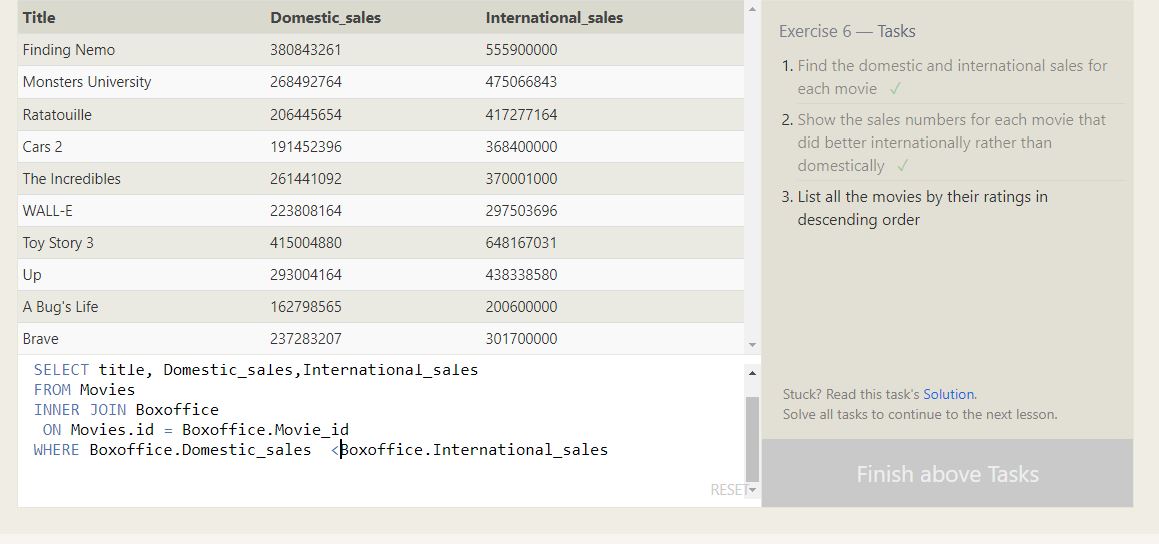 Title Domestic_sales International_sales
Finding Nemo 380843261 555900000
Monsters University 268492764 475066843
Ratatouille 206445654 417277164
Cars 2 191452396 368400000
The Incredibles 261441092 370001000
WALL-E 223808164 297503696
Toy Story 3 415004880 648167031
Up 293004164 438338580
A Bug's Life 162798565 200600000
Brave 237283207 301700000
SELECT title, Domestic_sales,International_sales
FROM Movies
INNER JOIN Boxoffice
ON Movies.id = Boxoffice.Movie_id
WHERE Boxoffice.Domestic_sales <Boxoffice.International_sales
RESET
Exercise 6 — Tasks
1. Find the domestic and international sales for
each movie ✓
2. Show the sales numbers for each movie that
did better internationally rather than
domestically ✓
3. List all the movies by their ratings in
descending order
Stuck? Read this task's Solution.
Solve all tasks to continue to the next lesson.
Finish above Tasks